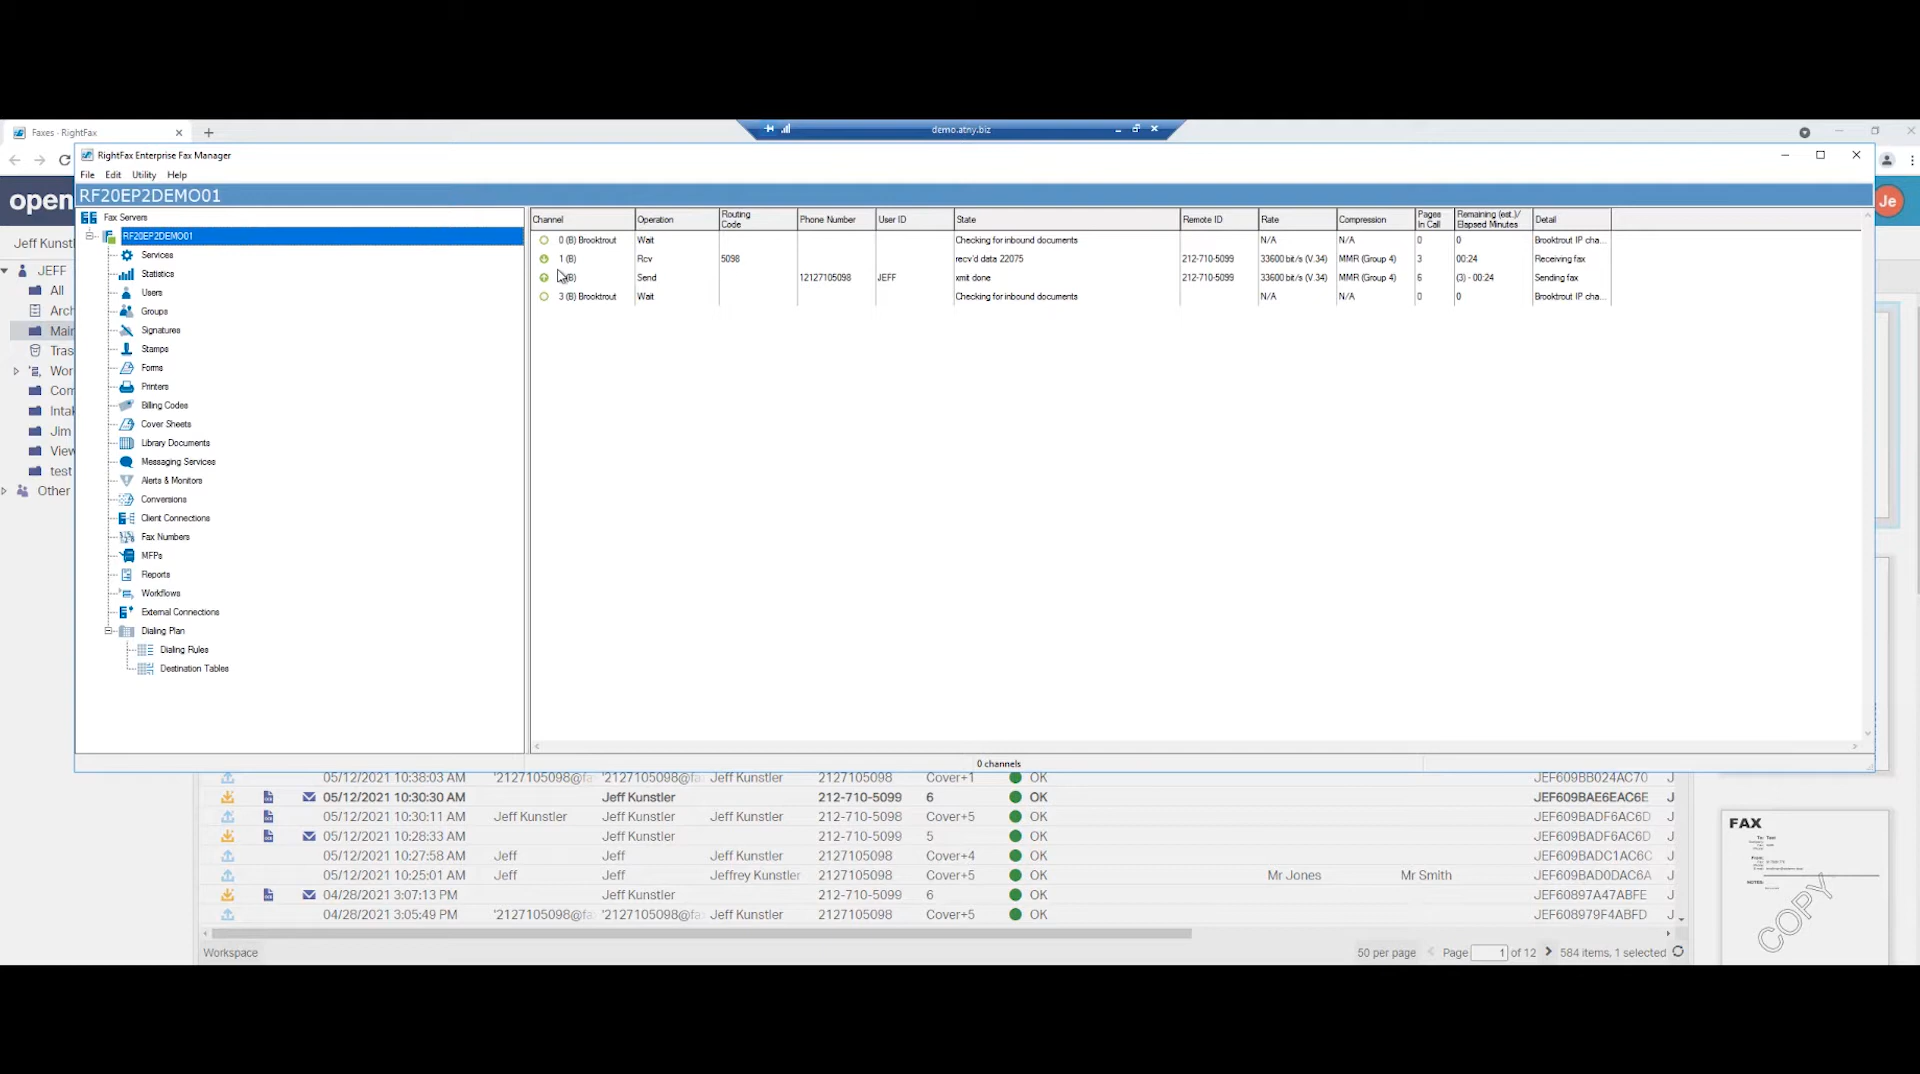 Faxes - RightFax
demo.atny.biz
RightFax Enterprise Fax Manager
File Edit Utility Help
open
RF20EP2DEMO01
Je
Jeff Kunst
JEFF
All
Arch
Main
Tras
Wor
Com
Intak
Jim
View
test
Other
Fax Servers
RF20EP2DEMO01
Services
Statistics
Users
Groups
Signatures
Stamps
Forms
Printers
Billing Codes
Cover Sheets
Library Documents
Messaging Services
Alerts & Monitors
Conversions
Client Connections
Fax Numbers
MFPs
Reports
Workflows
External Connections
Dialing Plan
Dialing Rules
Destination Tables
Channel Operation Routing Code Phone Number User ID State Remote ID Rate Compression Pages In Call Remaining (est.)/ Elapsed Minutes Detail
0 (B) Brooktrout Wait Checking for inbound documents N/A N/A 0 0 Brooktrout IP cha...
1 (B) Rcv 5098 recv'd data 22075 212-710-5099 33600 bit/s (V.34) MMR (Group 4) 3 00:24 Receiving fax
(B) Send 12127105098 JEFF xmit done 212-710-5099 33600 bit/s (V.34) MMR (Group 4) 6 (3) - 00:24 Sending fax
3 (B) Brooktrout Wait Checking for inbound documents N/A N/A 0 0 Brooktrout IP cha...
0 channels
05/12/2021 10:38:03 AM '2127105098@fa '2127105098@fa Jeff Kunstler 2127105098 Cover+1 OK JEF609BB024AC70 J
05/12/2021 10:30:30 AM Jeff Kunstler 212-710-5099 6 OK JEF609BAE6EAC6E J
05/12/2021 10:30:11 AM Jeff Kunstler Jeff Kunstler Jeff Kunstler 2127105098 Cover+5 OK JEF609BADF6AC6D J
05/12/2021 10:28:33 AM Jeff Kunstler 212-710-5099 5 OK JEF609BADF6AC6D J
05/12/2021 10:27:58 AM Jeff Jeff Jeff Kunstler 2127105098 Cover+4 OK JEF609BADC1AC6C J
05/12/2021 10:25:01 AM Jeff Jeff Jeffrey Kunstler 2127105098 Cover+5 OK Mr Jones Mr Smith JEF609BAD0DAC6A J
04/28/2021 3:07:13 PM Jeff Kunstler 212-710-5099 6 OK JEF60897A47ABFE J
04/28/2021 3:05:49 PM '2127105098@fa '2127105098@fa Jeff Kunstler 2127105098 Cover+5 OK JEF608979F4ABFD J
Workspace 50 per page Page 1 of 12 584 items, 1 selected
FAX
NOTES:
COPY